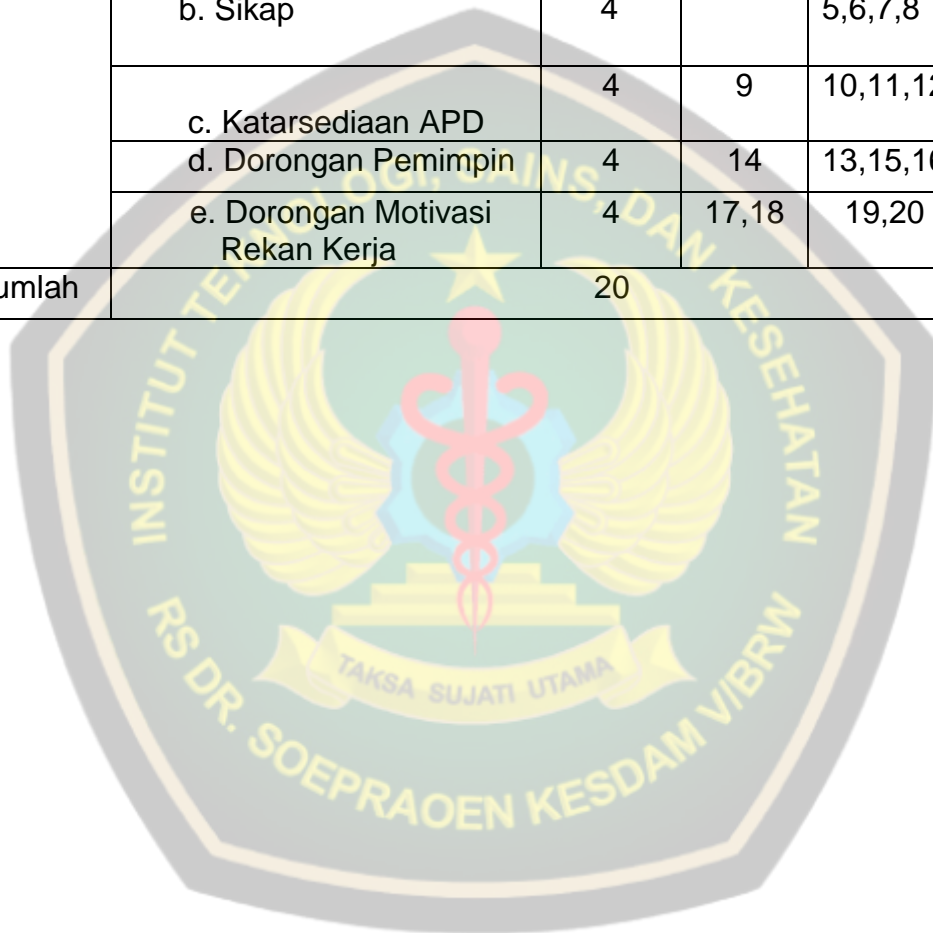 b. Sikap 4 5,6,7,8
c. Katarsediaan APD 4 9 10,11,12
d. Dorongan Pemimpin 4 14 13,15,16
e. Dorongan Motivasi 4 17,18 19,20
Rekan Kerja
umlah 20
INSTITUT TEKNOLOGI, SAINS, DAN KESEHATAN
TAKSA SUJATI UTAMA
RS DR. SOEPRAOEN KESDAM V/BRW